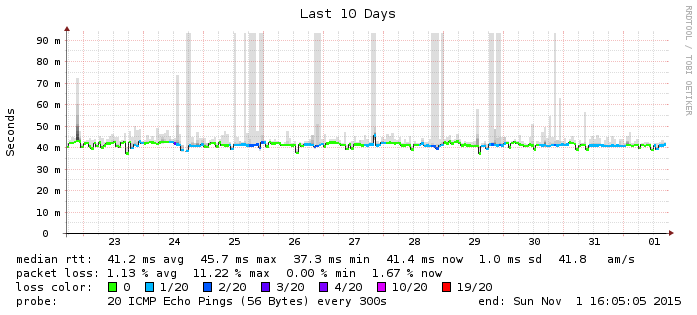 Last 10 Days
RRDTOOL / TOBI OETIKER
Seconds
90 m
80 m
70 m
60 m
50 m
40 m
30 m
20 m
10 m
0
23 24 25 26 27 28 29 30 31 01
median rtt: 41.2 ms avg 45.7 ms max 37.3 ms min 41.4 ms now 1.0 ms sd 41.8 am/s
packet loss: 1.13 % avg 11.22 % max 0.00 % min 1.67 % now
loss color: 0 1/20 2/20 3/20 4/20 10/20 19/20
probe: 20 ICMP Echo Pings (56 Bytes) every 300s end: Sun Nov 1 16:05:05 2015